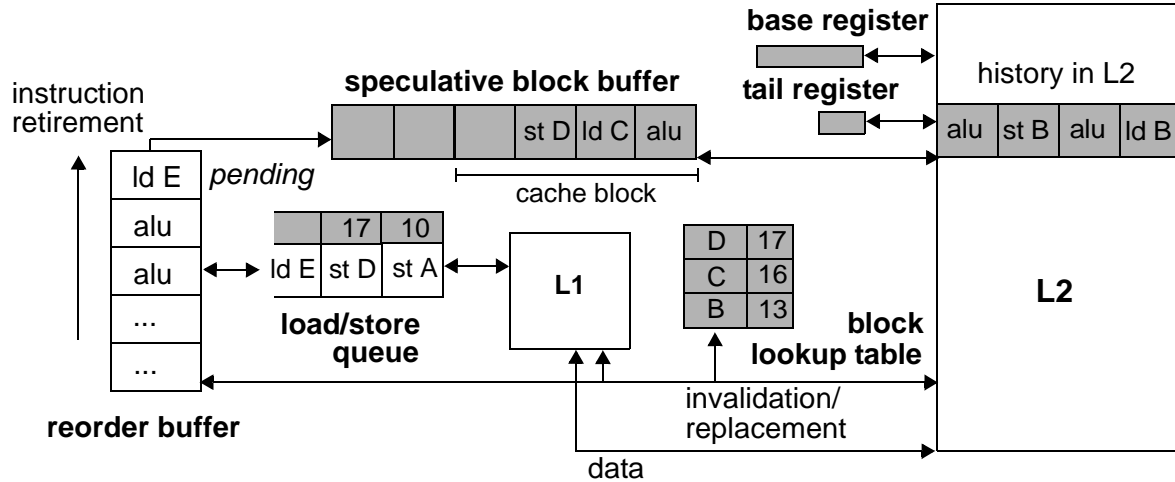 base register
history in L2
speculative block buffer
tail register
instruction
retirement
st D ld C alu
alu st B alu ld B
ld E pending
cache block
alu
17 10
D 17
alu
ld E st D st A
L1
C 16
L2
...
B 13
load/store
queue
block
lookup table
...
invalidation/
replacement
reorder buffer
data